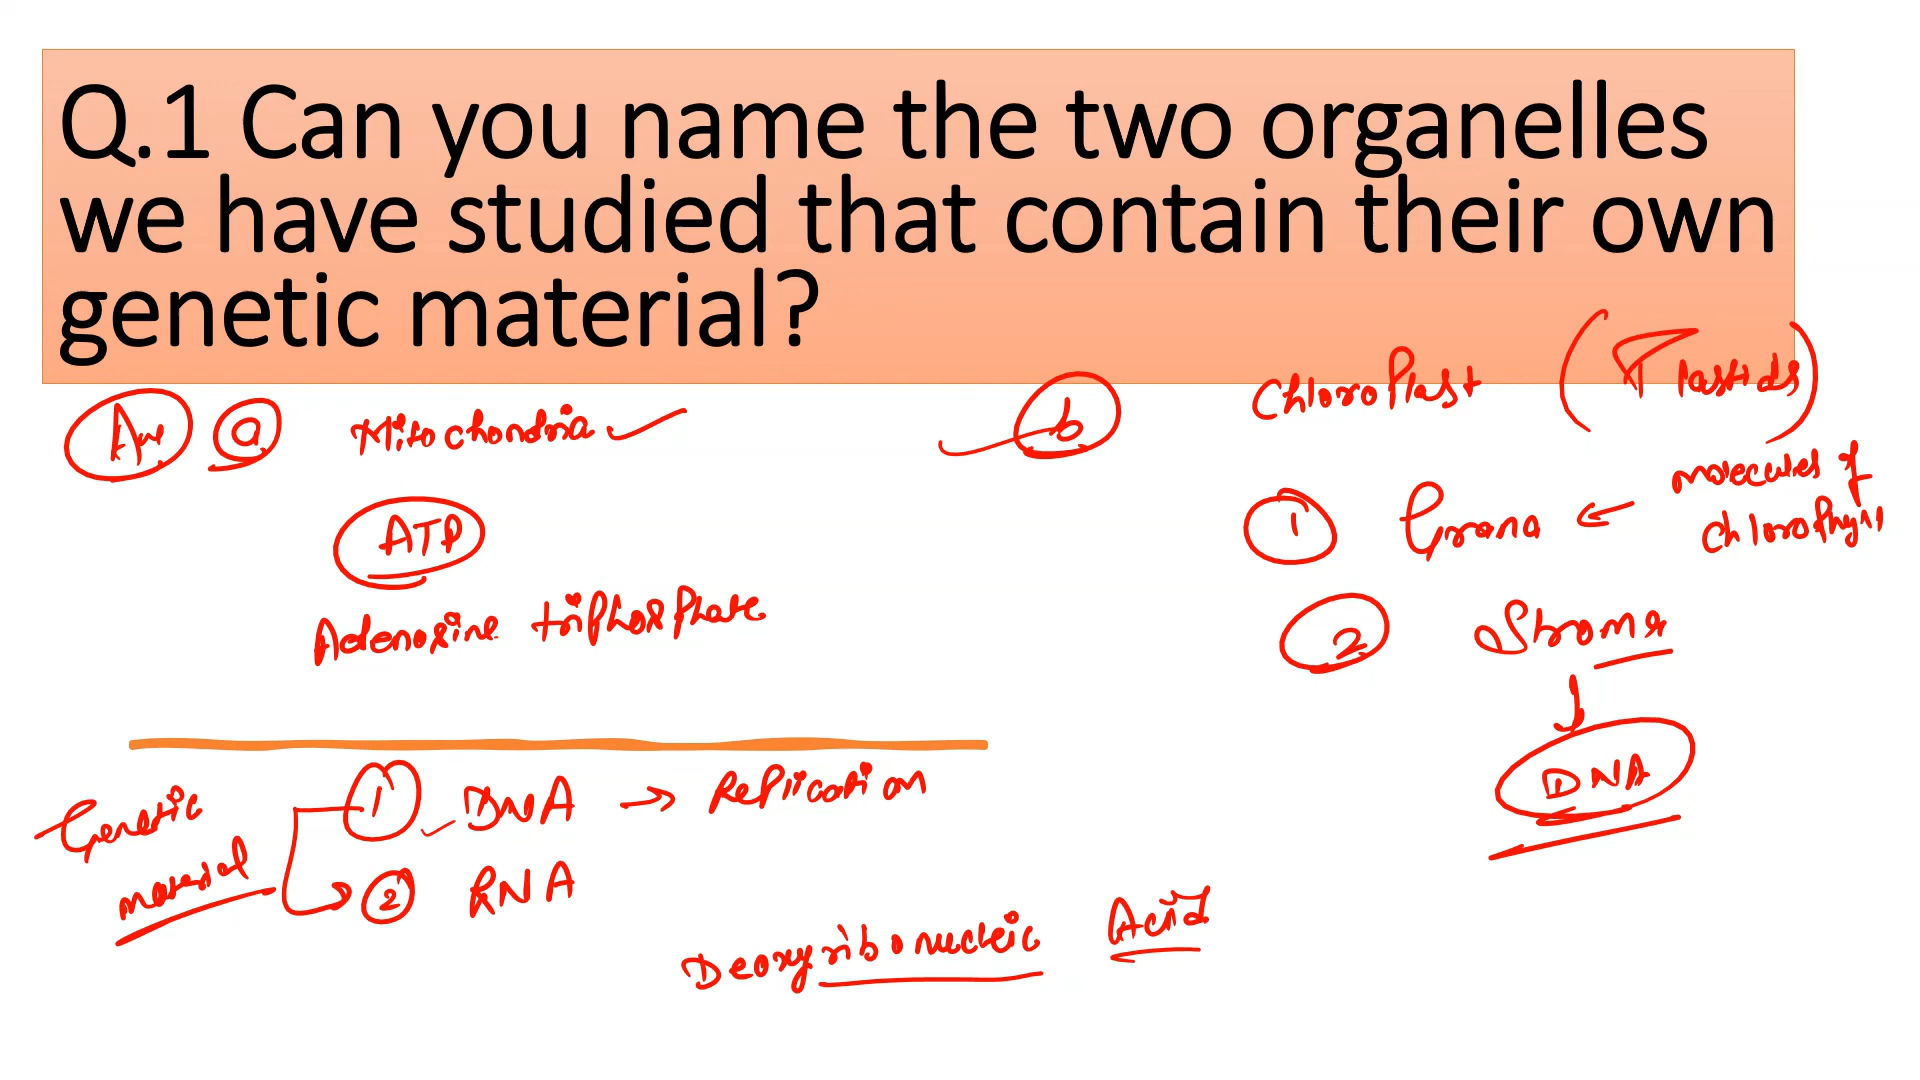 Q.1 Can you name the two organelles
we have studied that contain their own
genetic material?
Ans a Mitochondria
ATP
Adenosine triphosphate
b Chloroplast (Plastids)
1 Grana ← molecules of
chlorophyll
2 Stroma
↓
DNA
Genetic
material
1 DNA → Replication
2 RNA
Deoxyribonucleic Acid